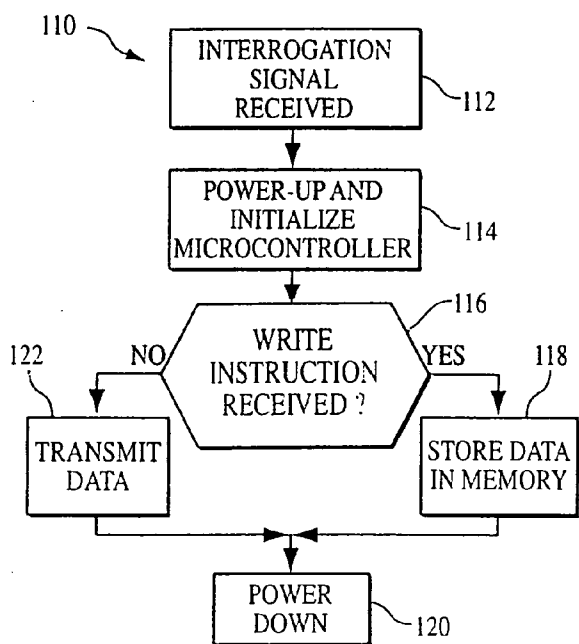 110
INTERROGATION
SIGNAL
RECEIVED
112
POWER-UP AND
INITIALIZE
MICROCONTROLLER
114
116
WRITE
INSTRUCTION
RECEIVED ?
NO
YES
122
TRANSMIT
DATA
118
STORE DATA
IN MEMORY
POWER
DOWN
120